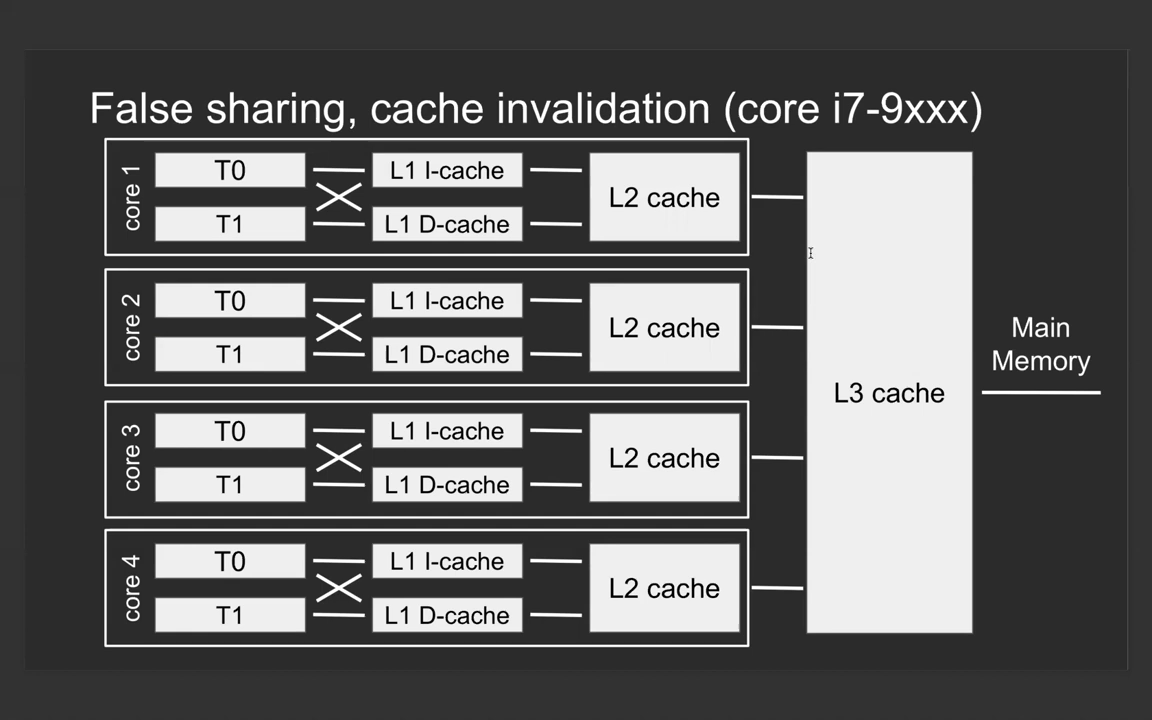 False sharing, cache invalidation (core i7-9xxx)
core 1
T0
L1 I-cache
T1
L1 D-cache
L2 cache
core 2
T0
L1 I-cache
T1
L1 D-cache
L2 cache
core 3
T0
L1 I-cache
T1
L1 D-cache
L2 cache
core 4
T0
L1 I-cache
T1
L1 D-cache
L2 cache
L3 cache
Main
Memory